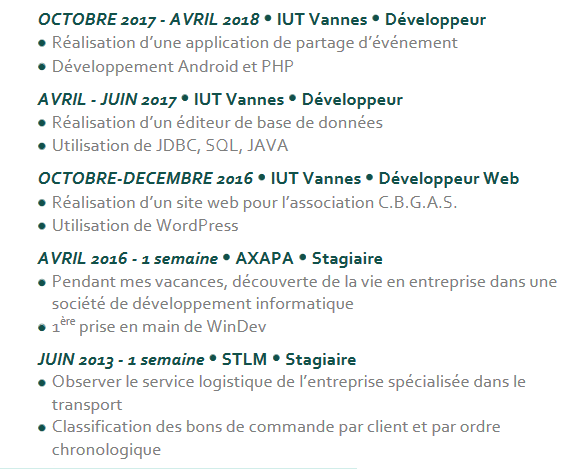 OCTOBRE 2017 - AVRIL 2018 • IUT Vannes • Développeur
• Réalisation d'une application de partage d'événement
• Développement Android et PHP
AVRIL - JUIN 2017 • IUT Vannes • Développeur
• Réalisation d'un éditeur de base de données
• Utilisation de JDBC, SQL, JAVA
OCTOBRE-DECEMBRE 2016 • IUT Vannes • Développeur Web
• Réalisation d'un site web pour l'association C.B.G.A.S.
• Utilisation de WordPress
AVRIL 2016 - 1 semaine • AXAPA • Stagiaire
• Pendant mes vacances, découverte de la vie en entreprise dans une
société de développement informatique
• 1ère prise en main de WinDev
JUIN 2013 - 1 semaine • STLM • Stagiaire
• Observer le service logistique de l'entreprise spécialisée dans le
transport
• Classification des bons de commande par client et par ordre
chronologique